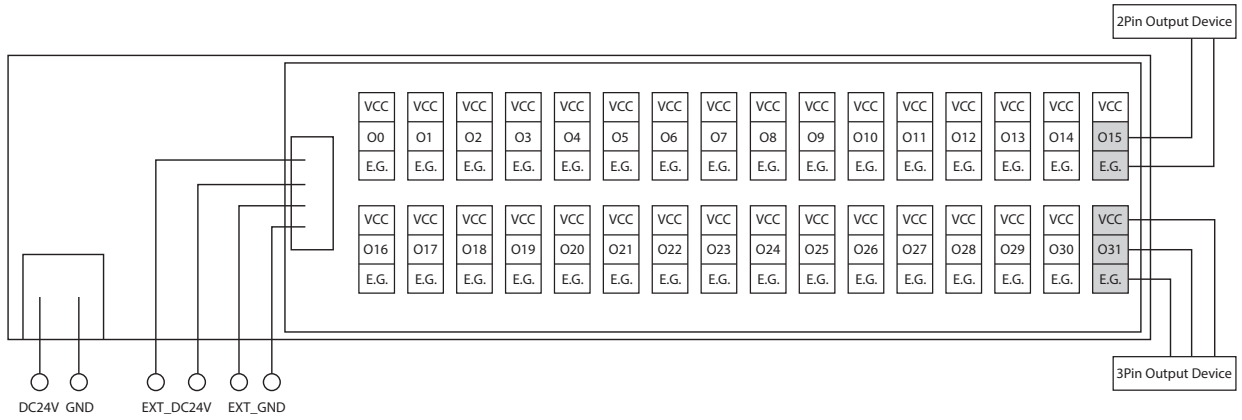 2Pin Output Device
VCC VCC VCC VCC VCC VCC VCC VCC VCC VCC VCC VCC VCC VCC VCC VCC
O0 O1 O2 O3 O4 O5 O6 O7 O8 O9 O10 O11 O12 O13 O14 O15
E.G. E.G. E.G. E.G. E.G. E.G. E.G. E.G. E.G. E.G. E.G. E.G. E.G. E.G. E.G. E.G.
VCC VCC VCC VCC VCC VCC VCC VCC VCC VCC VCC VCC VCC VCC VCC VCC
O16 O17 O18 O19 O20 O21 O22 O23 O24 O25 O26 O27 O28 O29 O30 O31
E.G. E.G. E.G. E.G. E.G. E.G. E.G. E.G. E.G. E.G. E.G. E.G. E.G. E.G. E.G. E.G.
3Pin Output Device
DC24V GND EXT_DC24V EXT_GND